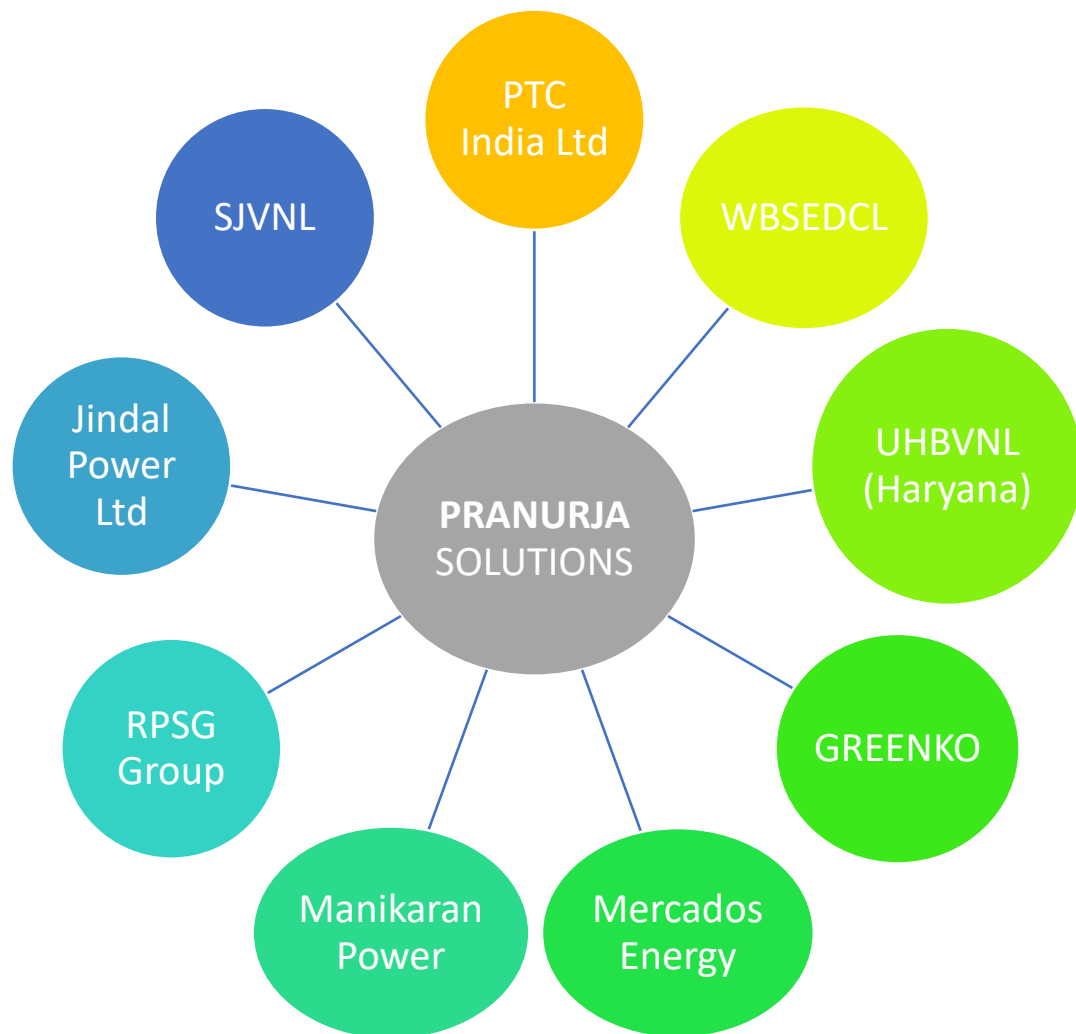 PTC
India Ltd
WBSEDCL
UHBVNL
(Haryana)
GREENKO
Mercados
Energy
Manikaran
Power
RPSG
Group
Jindal
Power
Ltd
SJVNL
PRANURJA
SOLUTIONS